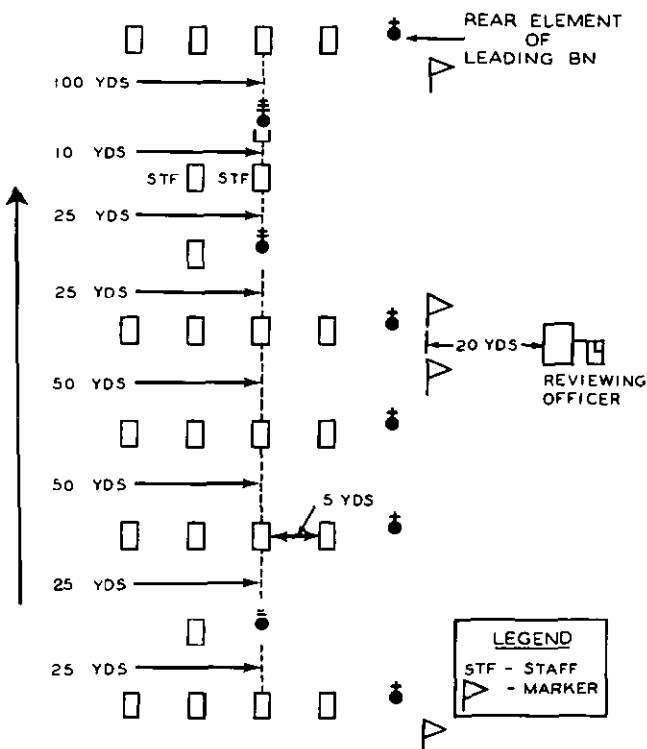 REAR ELEMENT
OF
LEADING BN
100 YDS
10 YDS
STF STF
25 YDS
25 YDS
20 YDS
REVIEWING
OFFICER
50 YDS
50 YDS
5 YDS
25 YDS
25 YDS
LEGEND
STF - STAFF
- MARKER